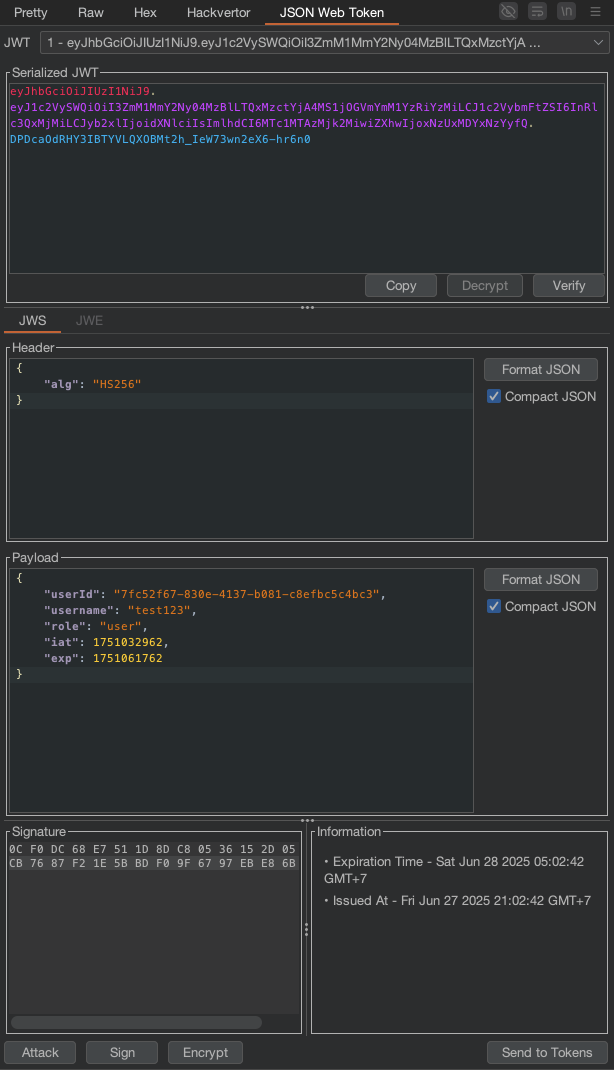 Pretty Raw Hex Hackvertor JSON Web Token \n
JWT 1 - eyJhbGciOiJIUzI1NiJ9.eyJ1c2VySWQiOiI3ZmM1MmY2Ny04MzBlLTQxMzctYjA ...
Serialized JWT
eyJhbGciOiJIUzI1NiJ9.
eyJ1c2VySWQiOiI3ZmM1MmY2Ny04MzBlLTQxMzctYjA4MS1jOGVmYmM1YzRiYzMiLCJ1c2VybmFtZSI6InRl
c3QxMjMiLCJyb2xlIjoidXNlciIsImlhdCI6MTc1MTAzMjk2MiwiZXhwIjoxNzUxMDYxNzYyfQ.
DPDcaOdRHY3IBTYVLQXOBMt2h_IeW73wn2eX6-hr6n0
Copy Decrypt Verify
JWS JWE
Header
{
"alg": "HS256"
}
Format JSON
Compact JSON
Payload
{
"userId": "7fc52f67-830e-4137-b081-c8efbc5c4bc3",
"username": "test123",
"role": "user",
"iat": 1751032962,
"exp": 1751061762
}
Format JSON
Compact JSON
Signature
0C F0 DC 68 E7 51 1D 8D C8 05 36 15 2D 05
CB 76 87 F2 1E 5B BD F0 9F 67 97 EB E8 6B
Information
• Expiration Time - Sat Jun 28 2025 05:02:42
GMT+7
• Issued At - Fri Jun 27 2025 21:02:42 GMT+7
Attack Sign Encrypt Send to Tokens